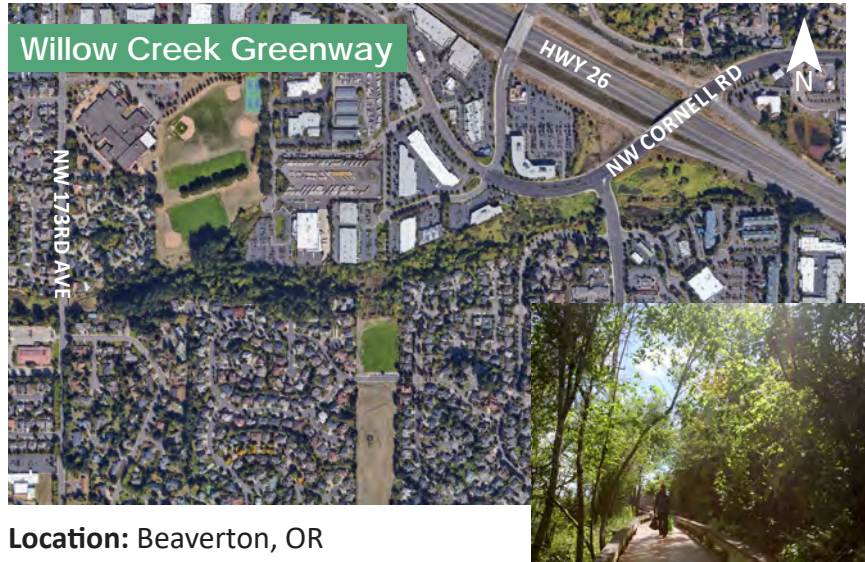 Willow Creek Greenway
HWY 26
N
NW CORNELL RD
NW 173RD AVE
Location: Beaverton, OR